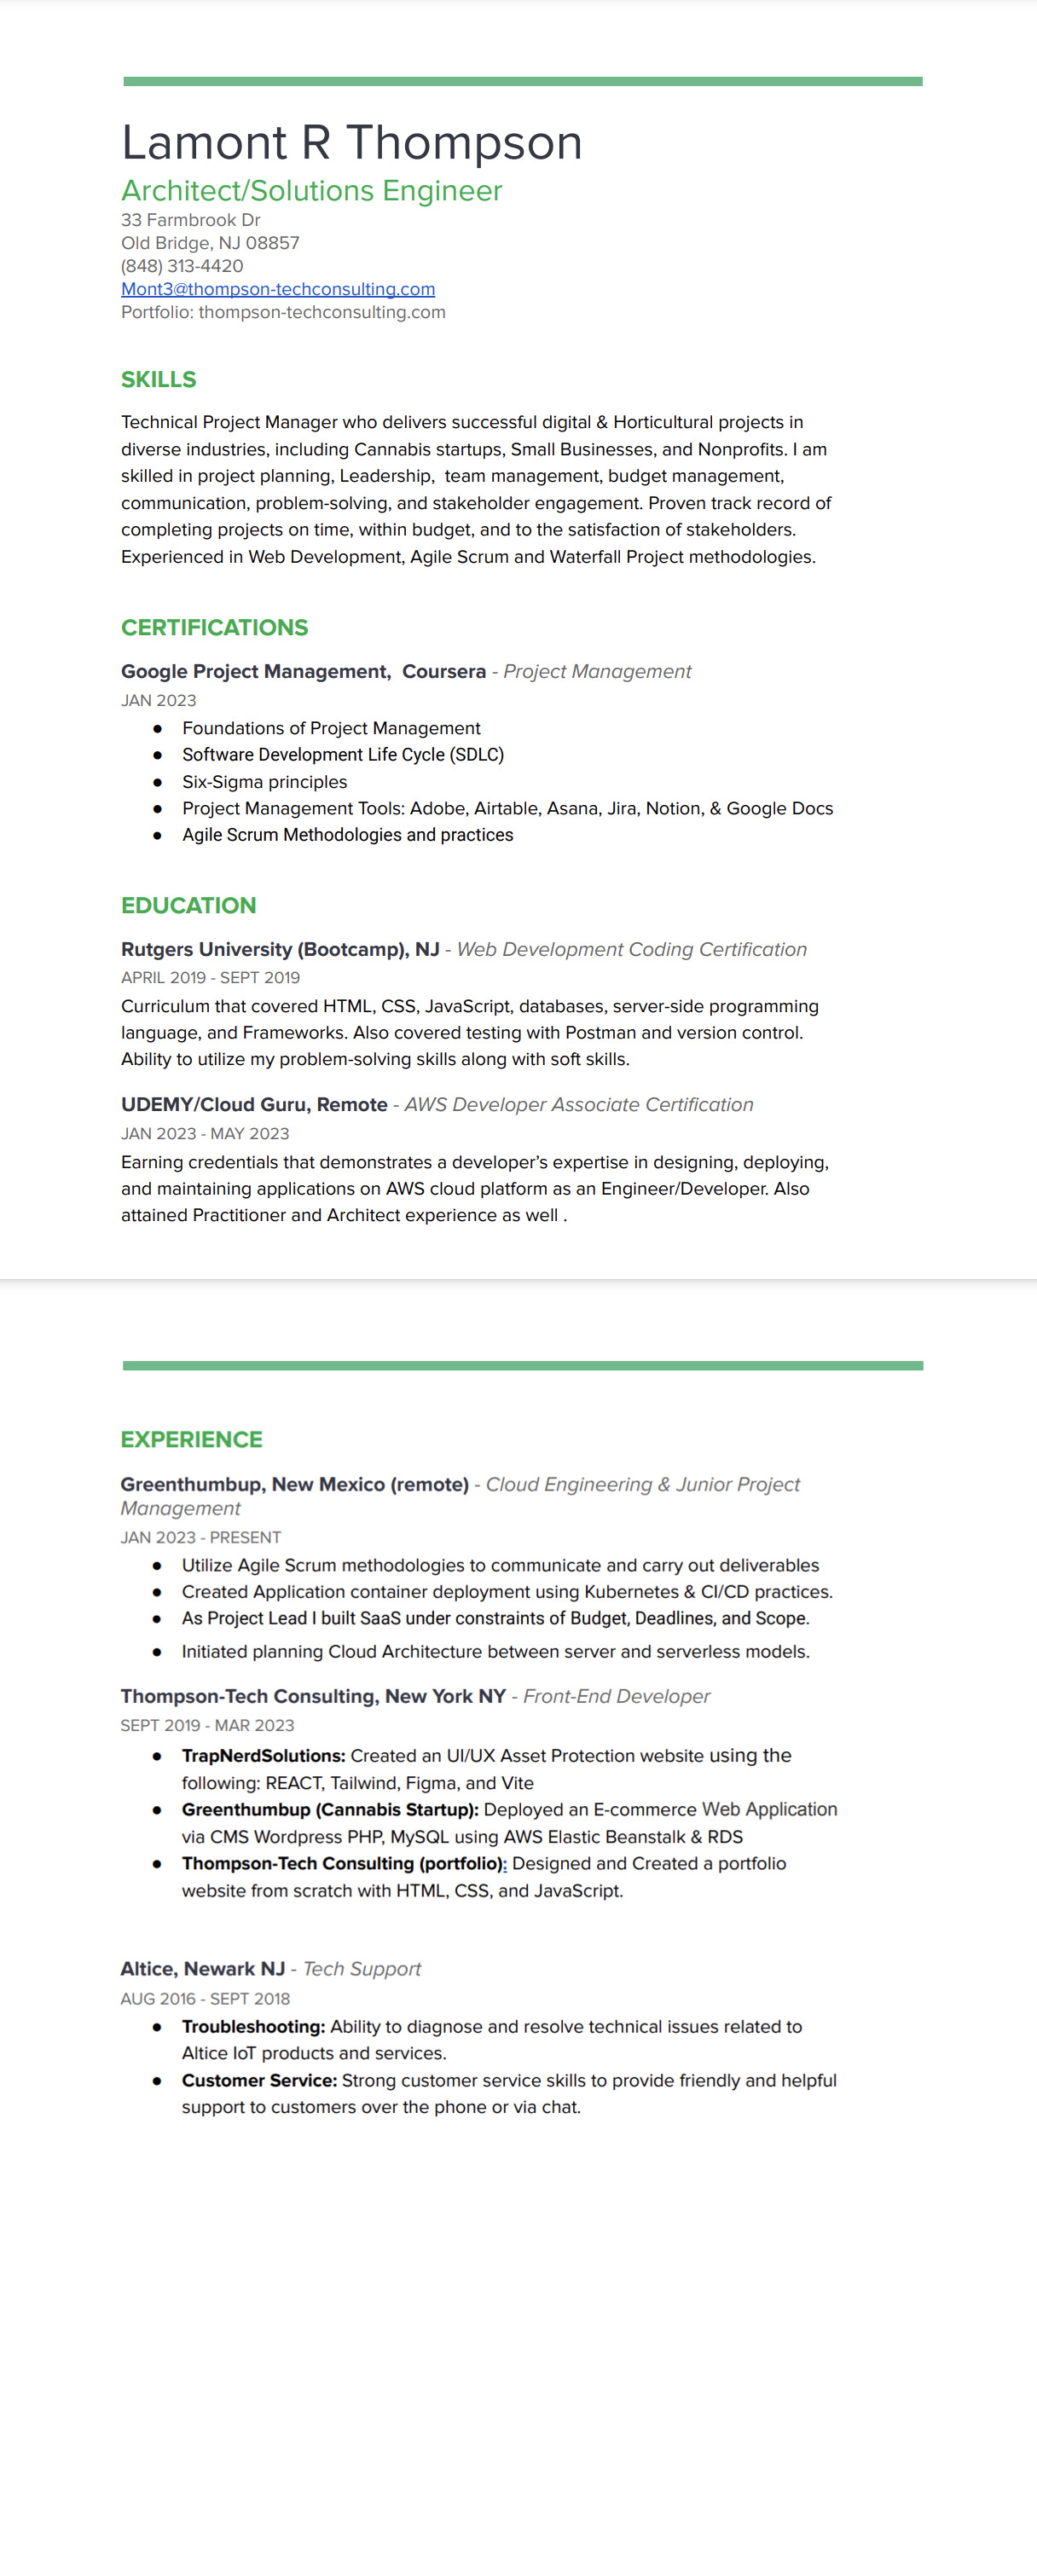 Lamont R Thompson
Architect/Solutions Engineer
33 Farmbrook Dr
Old Bridge, NJ 08857
(848) 313-4420
Mont3@thompson-techconsulting.com
Portfolio: thompson-techconsulting.com
SKILLS
Technical Project Manager who delivers successful digital & Horticultural projects in
diverse industries, including Cannabis startups, Small Businesses, and Nonprofits. I am
skilled in project planning, Leadership,  team management, budget management,
communication, problem-solving, and stakeholder engagement. Proven track record of
completing projects on time, within budget, and to the satisfaction of stakeholders.
Experienced in Web Development, Agile Scrum and Waterfall Project methodologies.
CERTIFICATIONS
Google Project Management,  Coursera - Project Management
JAN 2023
● Foundations of Project Management
● Software Development Life Cycle (SDLC)
● Six-Sigma principles
● Project Management Tools: Adobe, Airtable, Asana, Jira, Notion, & Google Docs
● Agile Scrum Methodologies and practices
EDUCATION
Rutgers University (Bootcamp), NJ - Web Development Coding Certification
APRIL 2019 - SEPT 2019
Curriculum that covered HTML, CSS, JavaScript, databases, server-side programming
language, and Frameworks. Also covered testing with Postman and version control.
Ability to utilize my problem-solving skills along with soft skills.
UDEMY/Cloud Guru, Remote - AWS Developer Associate Certification
JAN 2023 - MAY 2023
Earning credentials that demonstrates a developer’s expertise in designing, deploying,
and maintaining applications on AWS cloud platform as an Engineer/Developer. Also
attained Practitioner and Architect experience as well .
EXPERIENCE
Greenthumbup, New Mexico (remote) - Cloud Engineering & Junior Project
Management
JAN 2023 - PRESENT
● Utilize Agile Scrum methodologies to communicate and carry out deliverables
● Created Application container deployment using Kubernetes & CI/CD practices.
● As Project Lead I built SaaS under constraints of Budget, Deadlines, and Scope.
● Initiated planning Cloud Architecture between server and serverless models.
Thompson-Tech Consulting, New York NY - Front-End Developer
SEPT 2019 - MAR 2023
● TrapNerdSolutions: Created an UI/UX Asset Protection website using the
following: REACT, Tailwind, Figma, and Vite
● Greenthumbup (Cannabis Startup): Deployed an E-commerce Web Application
via CMS Wordpress PHP, MySQL using AWS Elastic Beanstalk & RDS
● Thompson-Tech Consulting (portfolio): Designed and Created a portfolio
website from scratch with HTML, CSS, and JavaScript.
Altice, Newark NJ - Tech Support
AUG 2016 - SEPT 2018
● Troubleshooting: Ability to diagnose and resolve technical issues related to
Altice IoT products and services.
● Customer Service: Strong customer service skills to provide friendly and helpful
support to customers over the phone or via chat.